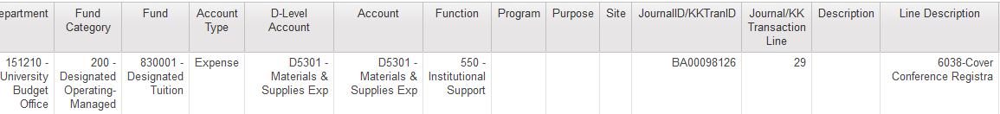 epartment Fund Category Fund Account Type D-Level Account Account Function Program Purpose Site JournalID/KKTranID Journal/KK Transaction Line Description Line Description
151210 - 200 - 830001 - Expense D5301 - D5301 - 550 - BA00098126 29 6038-Cover
University Designated Designated Materials & Materials & Institutional Conference Registra
Budget Operating- Tuition Supplies Exp Supplies Exp Support
Office Managed